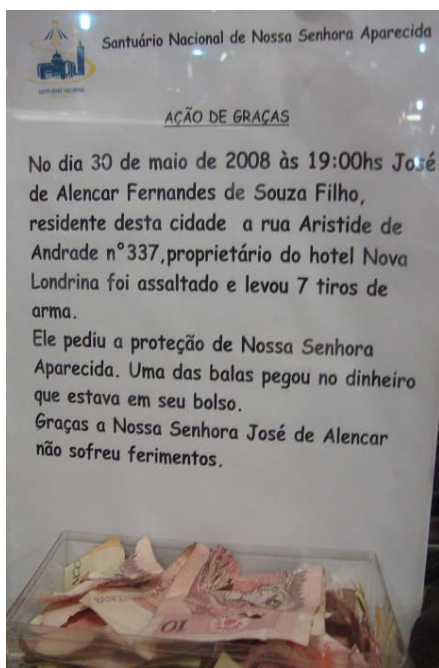 Santuário Nacional de Nossa Senhora Aparecida
AÇÃO DE GRAÇAS
No dia 30 de maio de 2008 às 19:00hs José
de Alencar Fernandes de Souza Filho,
residente desta cidade a rua Aristide de
Andrade nº337,proprietário do hotel Nova
Londrina foi assaltado e levou 7 tiros de
arma.
Ele pediu a proteção de Nossa Senhora
Aparecida. Uma das balas pegou no dinheiro
que estava em seu bolso.
Graças a Nossa Senhora José de Alencar
não sofreu ferimentos.
10